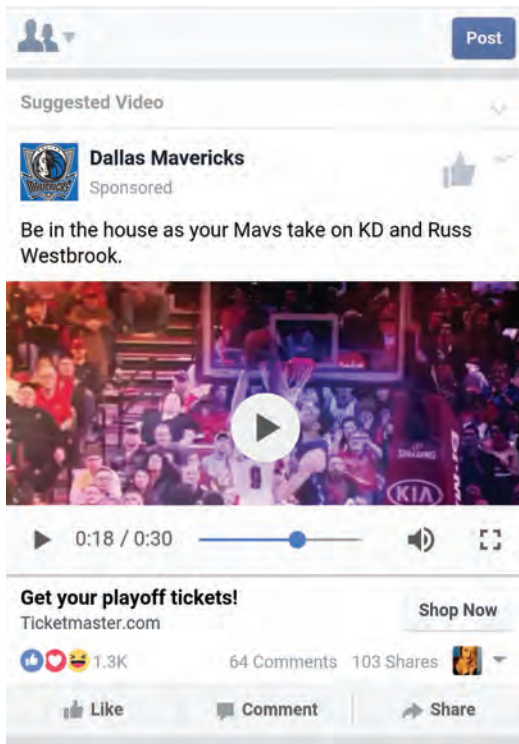 Post
Suggested Video
Dallas Mavericks
Sponsored
Be in the house as your Mavs take on KD and Russ
Westbrook.
SPALDING
KIA
0:18 / 0:30
Get your playoff tickets!
Ticketmaster.com
Shop Now
1.3K
64 Comments
103 Shares
Like
Comment
Share